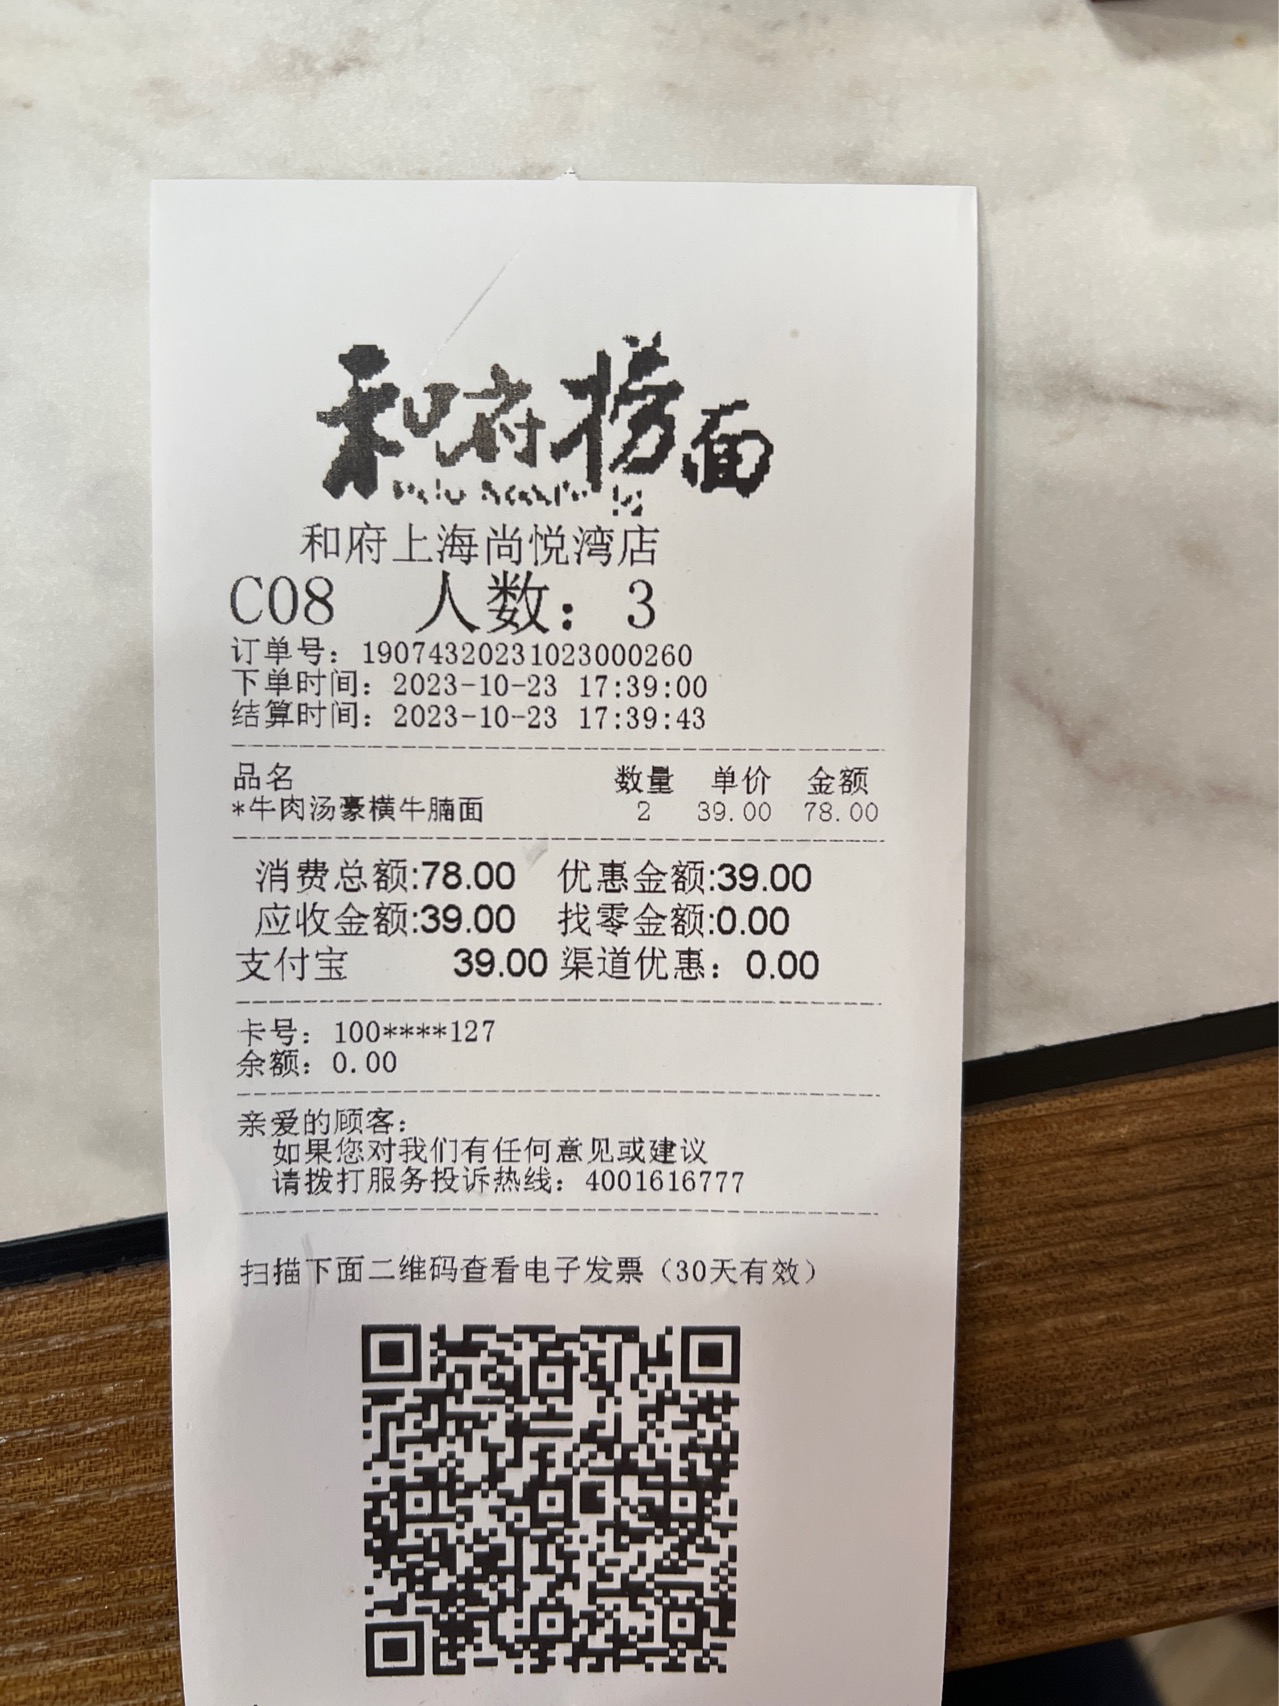 和府捞面
和府上海尚悦湾店
C08 人数：3
订单号：19074320231023000260
下单时间：2023-10-23 17:39:00
结算时间：2023-10-23 17:39:43
品名 数量 单价 金额
*牛肉汤豪横牛腩面 2 39.00 78.00
消费总额:78.00 优惠金额:39.00
应收金额:39.00 找零金额:0.00
支付宝 39.00 渠道优惠：0.00
卡号：100****127
余额：0.00
亲爱的顾客：
如果您对我们有任何意见或建议
请拨打服务投诉热线：4001616777
扫描下面二维码查看电子发票（30天有效）